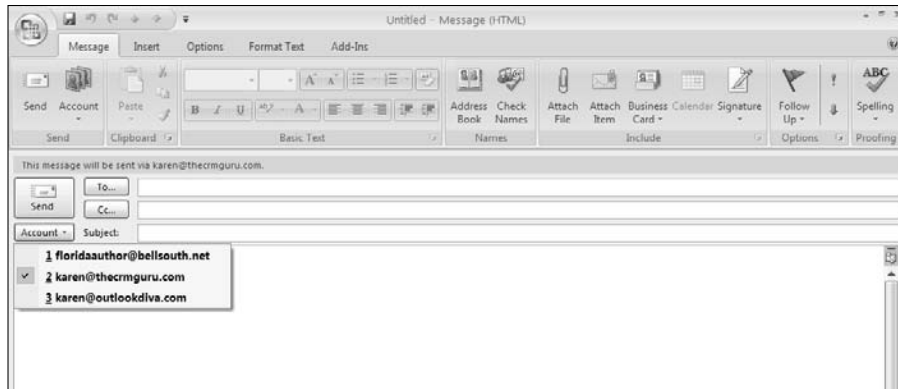 Untitled - Message (HTML)
Message Insert Options Format Text Add-Ins
Send Account Paste B I U A A A Address Book Check Names Attach File Attach Item Business Card Calendar Signature Follow Up ABC Spelling
Send Clipboard Basic Text Names Include Options Proofing
This message will be sent via karen@thecrmguru.com.
To...
Send
Cc...
Account Subject:
1 floridaauthor@bellsouth.net
2 karen@thecrmguru.com
3 karen@outlookdiva.com